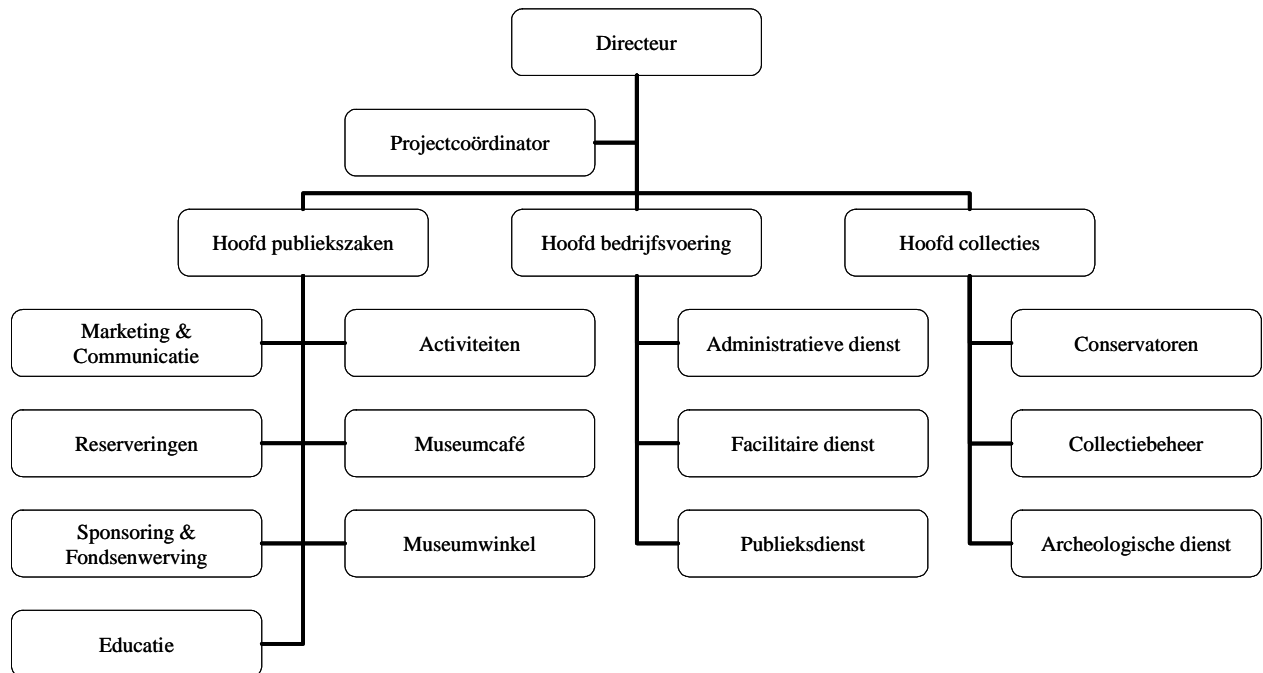 Directeur
Projectcoördinator
Hoofd publiekszaken
Hoofd bedrijfsvoering
Hoofd collecties
Marketing &
Communicatie
Activiteiten
Administratieve dienst
Conservatoren
Reserveringen
Museumcafé
Facilitaire dienst
Collectiebeheer
Sponsoring &
Fondsenwerving
Museumwinkel
Publieksdienst
Archeologische dienst
Educatie